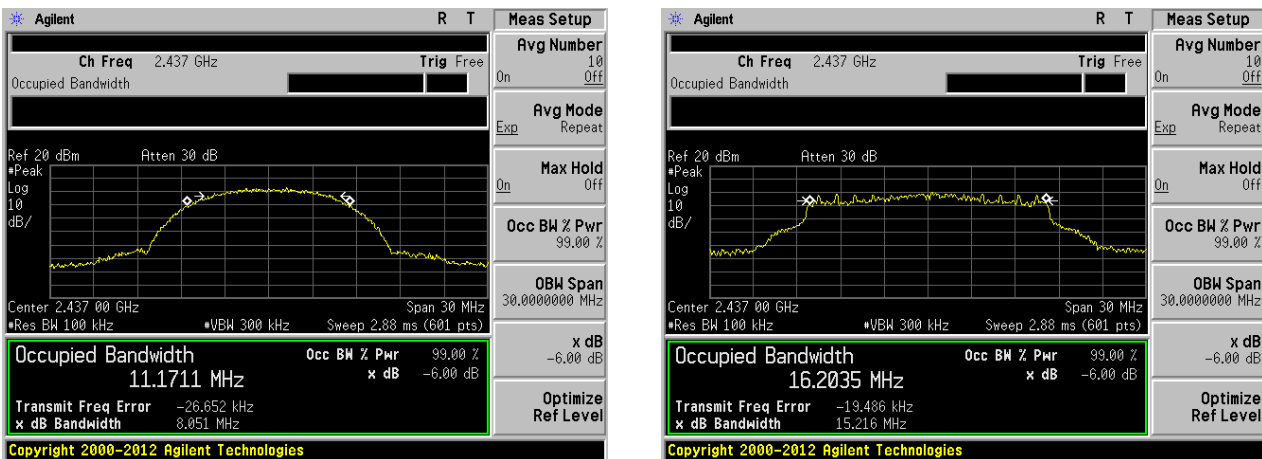 Agilent R T Meas Setup
Ch Freq 2.437 GHz Trig Free
Occupied Bandwidth
Avg Number
10
On Off
Avg Mode
Exp Repeat
Ref 20 dBm Atten 30 dB
#Peak
Log
10
dB/
Max Hold
On Off
Occ BW % Pwr
99.00 %
OBW Span
30.0000000 MHz
Center 2.437 00 GHz Span 30 MHz
#Res BW 100 kHz #VBW 300 kHz Sweep 2.88 ms (601 pts)
x dB
-6.00 dB
Occupied Bandwidth Occ BW % Pwr 99.00 %
11.1711 MHz x dB -6.00 dB
Optimize
Ref Level
Transmit Freq Error -26.652 kHz
x dB Bandwidth 8.051 MHz
Copyright 2000-2012 Agilent Technologies
Agilent R T Meas Setup
Ch Freq 2.437 GHz Trig Free
Occupied Bandwidth
Avg Number
10
On Off
Avg Mode
Exp Repeat
Ref 20 dBm Atten 30 dB
#Peak
Log
10
dB/
Max Hold
On Off
Occ BW % Pwr
99.00 %
OBW Span
30.0000000 MHz
Center 2.437 00 GHz Span 30 MHz
#Res BW 100 kHz #VBW 300 kHz Sweep 2.88 ms (601 pts)
x dB
-6.00 dB
Occupied Bandwidth Occ BW % Pwr 99.00 %
16.2035 MHz x dB -6.00 dB
Optimize
Ref Level
Transmit Freq Error -19.486 kHz
x dB Bandwidth 15.216 MHz
Copyright 2000-2012 Agilent Technologies